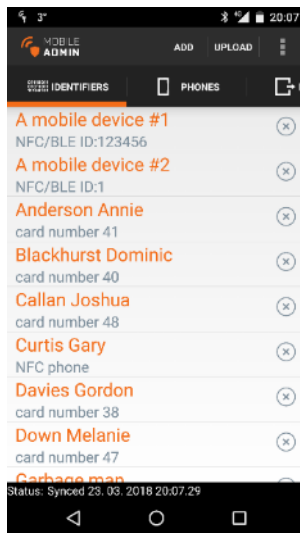 3° 4G 20:07
MOBILE
ADMIN
ADD UPLOAD
IDENTIFIERS PHONES
A mobile device #1
NFC/BLE ID:123456
A mobile device #2
NFC/BLE ID:1
Anderson Annie
card number 41
Blackhurst Dominic
card number 40
Callan Joshua
card number 48
Curtis Gary
NFC phone
Davies Gordon
card number 38
Down Melanie
card number 47
Garbage man
Status: Synced 23. 03. 2018 20:07.29